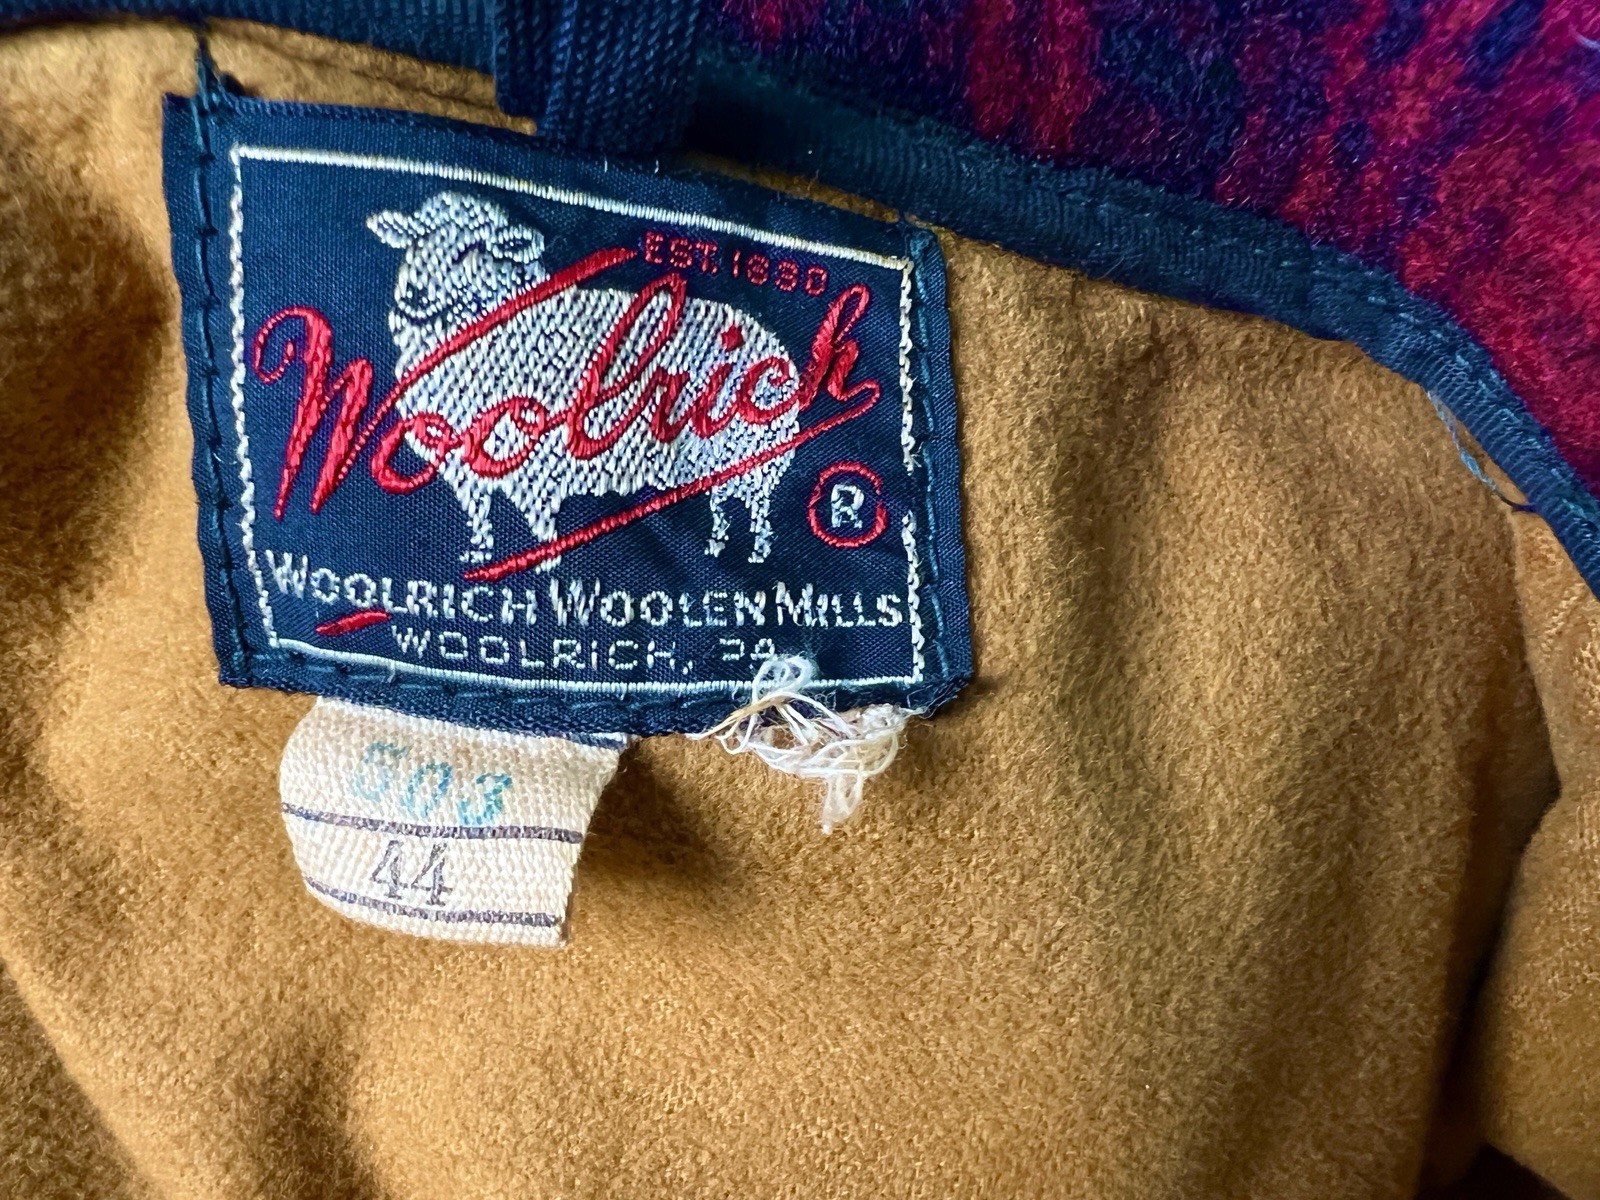 EST. 1830
Woolrich
R
WOOLRICH WOOLEN MILLS
WOOLRICH, PA
503
44